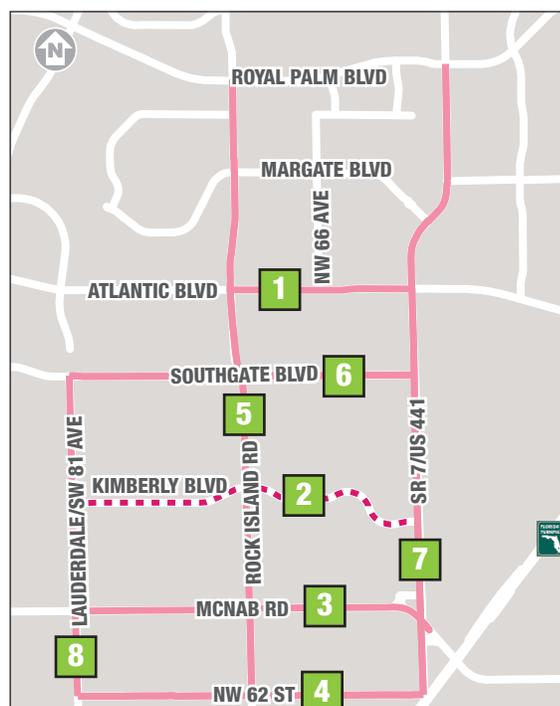 N
ROYAL PALM BLVD
MARGATE BLVD
NW 66 AVE
ATLANTIC BLVD
1
SOUTHGATE BLVD
6
5
SR 7/US 441
LAUDERDALE/SW 81 AVE
KIMBERLY BLVD
ROCK ISLAND RD
2
7
MCNAB RD
3
8
NW 62 ST
4
FLORIDA'S
TURNPIKE